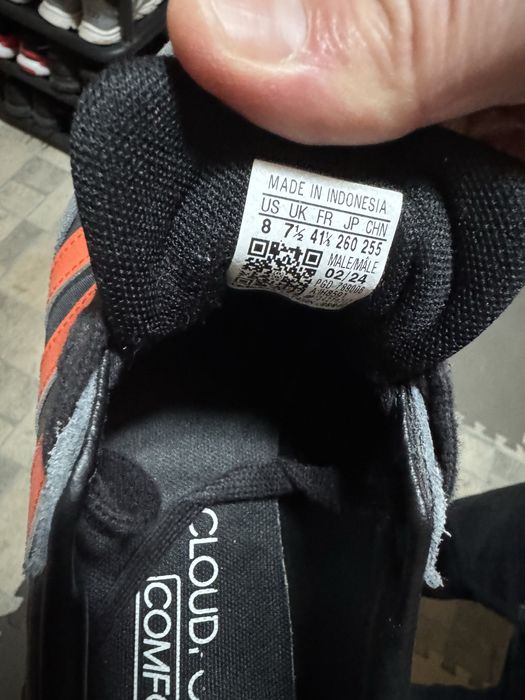 MADE IN INDONESIA
US UK FR JP CHN
8 7½ 41⅓ 260 255
MALE/MÂLE
02/24
CLOUD
COMF